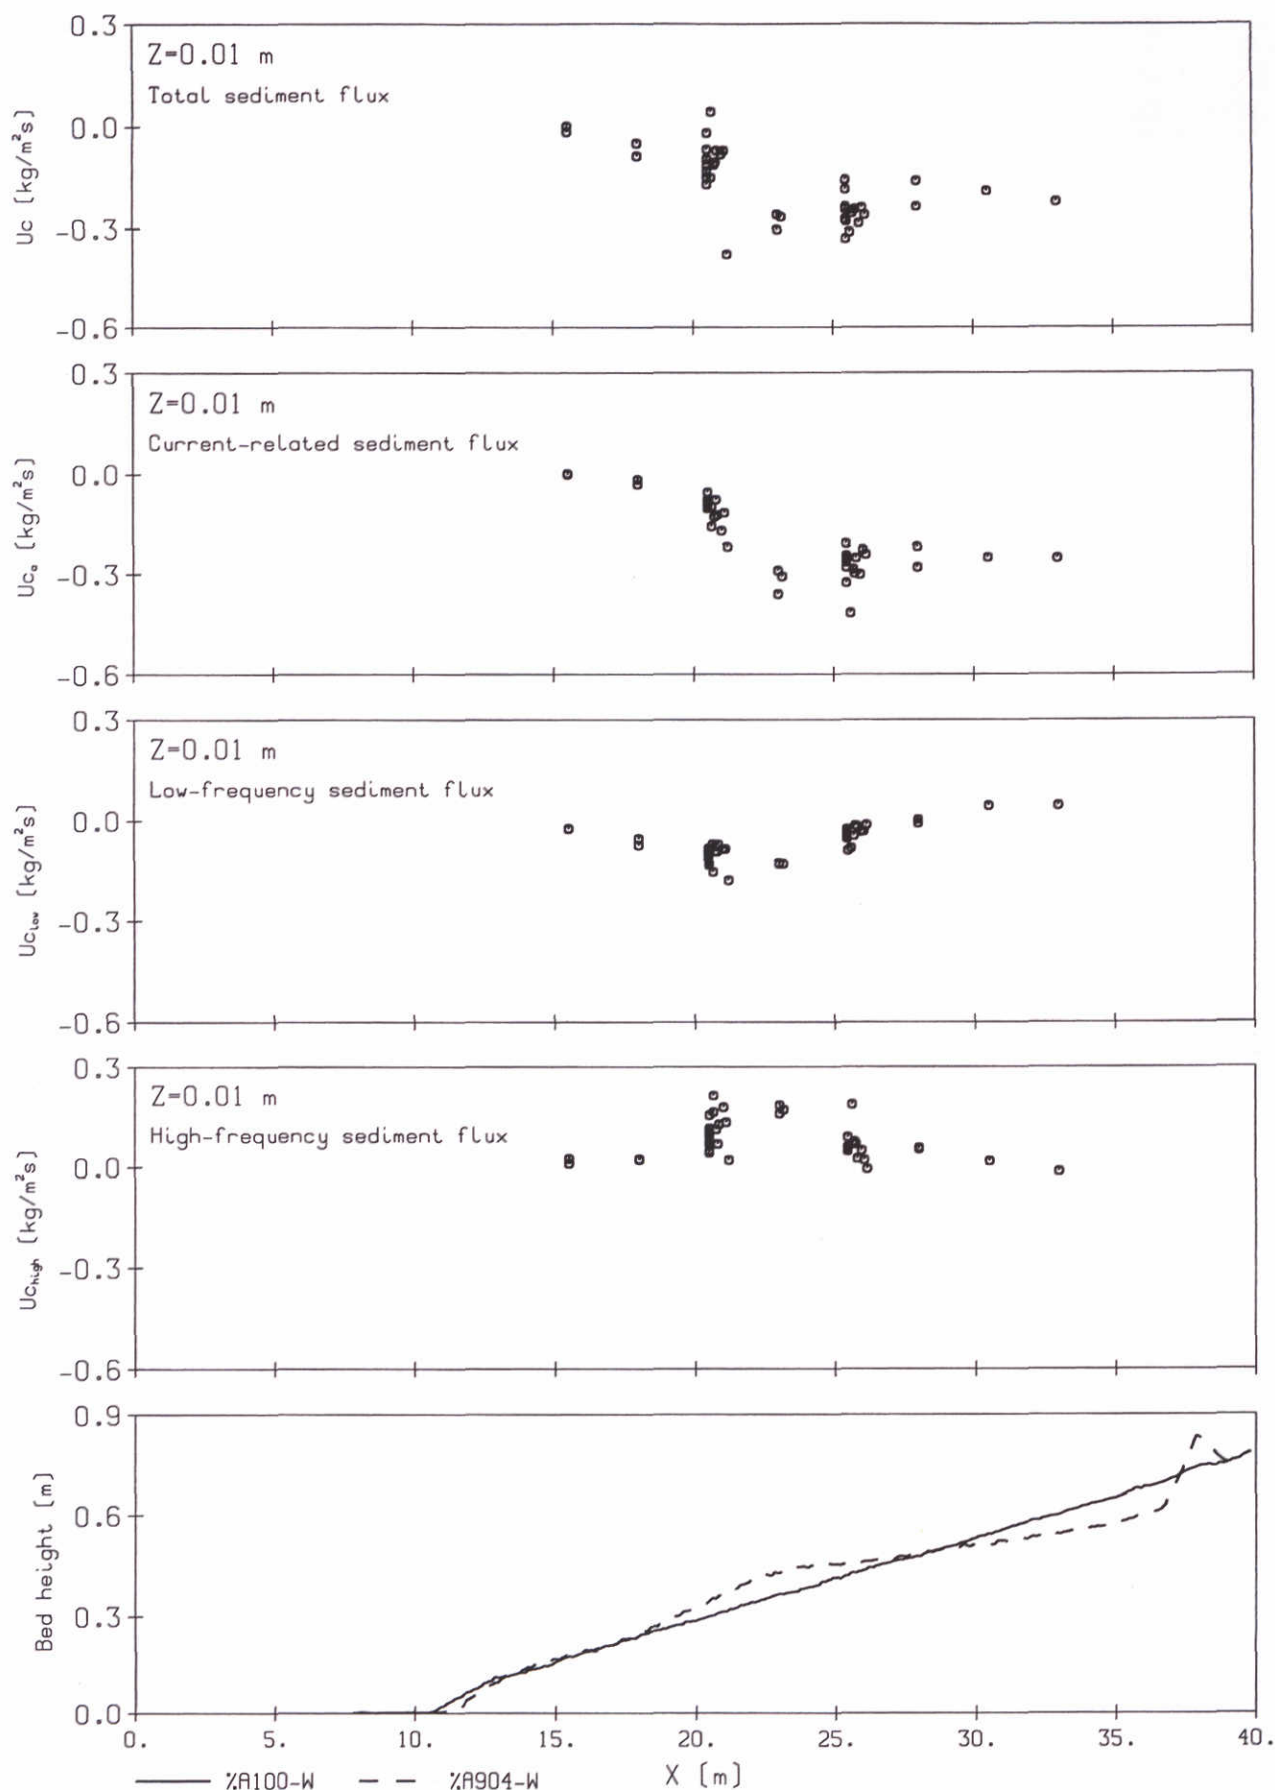 0.3
Z=0.01 m
Total sediment flux
0.0
Uc [kg/m²s]
-0.3
-0.6
0.3
Z=0.01 m
Current-related sediment flux
0.0
Uc₀ [kg/m²s]
-0.3
-0.6
0.3
Z=0.01 m
Low-frequency sediment flux
0.0
Uc_low [kg/m²s]
-0.3
-0.6
0.3
Z=0.01 m
High-frequency sediment flux
0.0
Uc_high [kg/m²s]
-0.3
-0.6
0.9
0.6
Bed height [m]
0.3
0.0
0. 5. 10. 15. 20. 25. 30. 35. 40.
%A100-W %A904-W X [m]